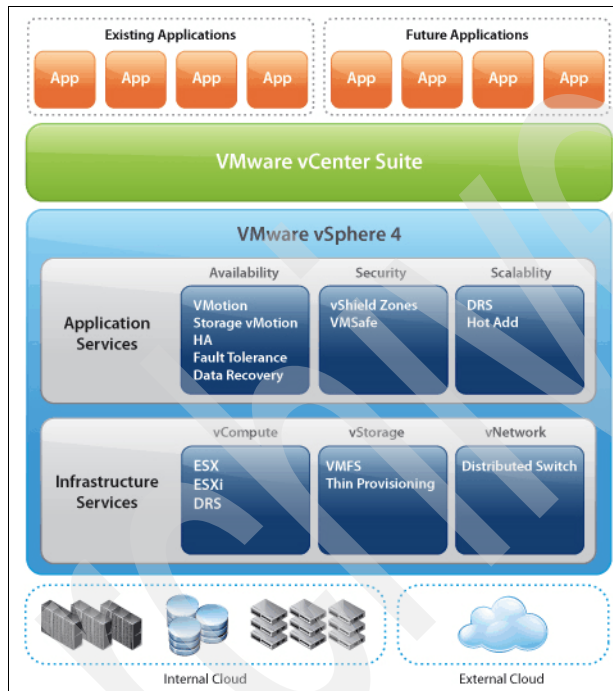 Existing Applications
Future Applications
App App App App
App App App App
VMware vCenter Suite
VMware vSphere 4
Application
Services
Availability
VMotion
Storage vMotion
HA
Fault Tolerance
Data Recovery
Security
vShield Zones
VMSafe
Scalablity
DRS
Hot Add
Infrastructure
Services
vCompute
ESX
ESXi
DRS
vStorage
VMFS
Thin Provisioning
vNetwork
Distributed Switch
Internal Cloud
External Cloud